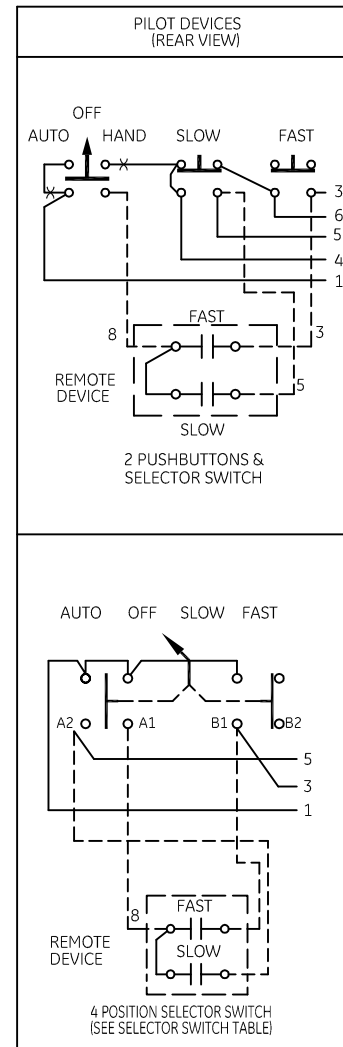 PILOT DEVICES
(REAR VIEW)
OFF
AUTO HAND SLOW FAST
3
6
5
4
1
FAST
8 3
REMOTE
DEVICE
5
SLOW
2 PUSHBUTTONS &
SELECTOR SWITCH
AUTO OFF SLOW FAST
A2 A1 B1 B2
5
3
1
FAST
8
REMOTE
DEVICE
SLOW
4 POSITION SELECTOR SWITCH
(SEE SELECTOR SWITCH TABLE)